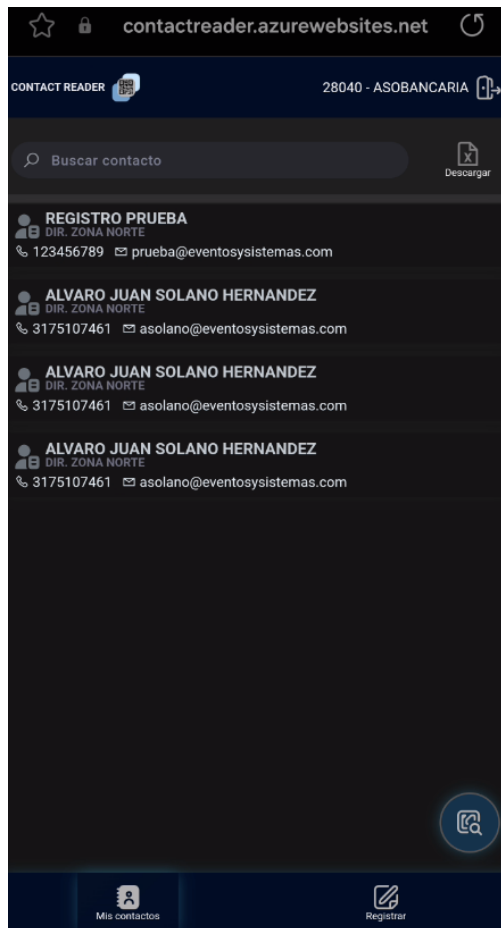 contactreader.azurewebsites.net
CONTACT READER 28040 - ASOBANCARIA
Buscar contacto
Descargar
REGISTRO PRUEBA
DIR. ZONA NORTE
123456789 prueba@eventosysistemas.com
ALVARO JUAN SOLANO HERNANDEZ
DIR. ZONA NORTE
3175107461 asolano@eventosysistemas.com
ALVARO JUAN SOLANO HERNANDEZ
DIR. ZONA NORTE
3175107461 asolano@eventosysistemas.com
ALVARO JUAN SOLANO HERNANDEZ
DIR. ZONA NORTE
3175107461 asolano@eventosysistemas.com
Mis contactos Registrar